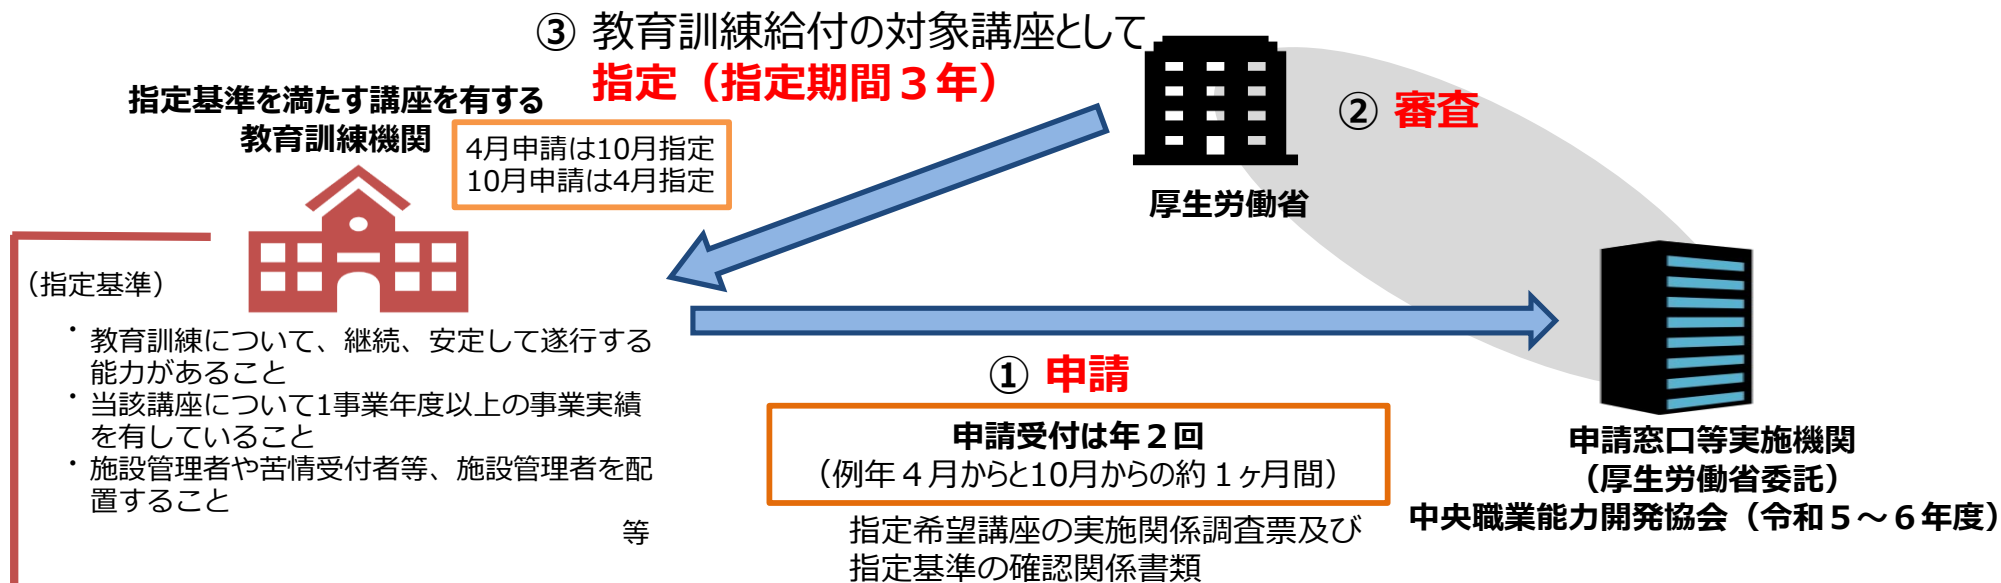 ③ 教育訓練給付の対象講座として
指定（指定期間３年）
指定基準を満たす講座を有する
教育訓練機関
4月申請は10月指定
10月申請は4月指定
② 審査
厚生労働省
（指定基準）
・教育訓練について、継続、安定して遂行する
能力があること
・当該講座について1事業年度以上の事業実績
を有していること
・施設管理者や苦情受付者等、施設管理者を配
置すること
等
① 申請
申請受付は年２回
（例年４月からと10月からの約１ヶ月間）
指定希望講座の実施関係調査票及び
指定基準の確認関係書類
申請窓口等実施機関
（厚生労働省委託）
中央職業能力開発協会（令和５～６年度）